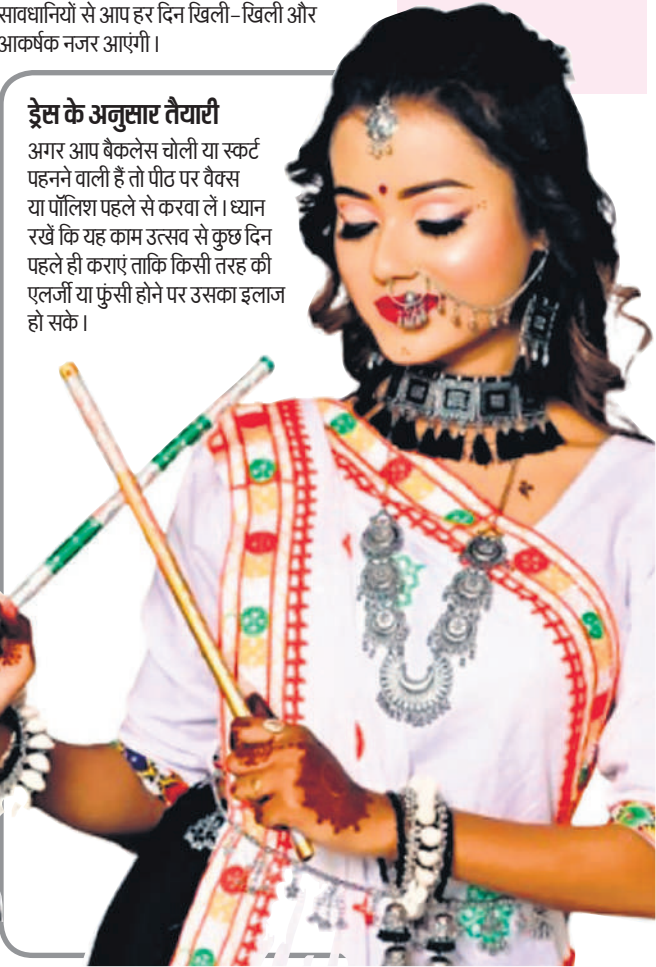 सावधानियों से आप हर दिन खिली-खिली और
आकर्षक नजर आएंगी।
ड्रेस के अनुसार तैयारी
अगर आप बैकलेस चोली या स्कर्ट
पहनने वाली हैं तो पीठ पर वैक्स
या पॉलिश पहले से करवा लें। ध्यान
रखें कि यह काम उत्सव से कुछ दिन
पहले ही कराएं ताकि किसी तरह की
एलर्जी या फुंसी होने पर उसका इलाज
हो सके।